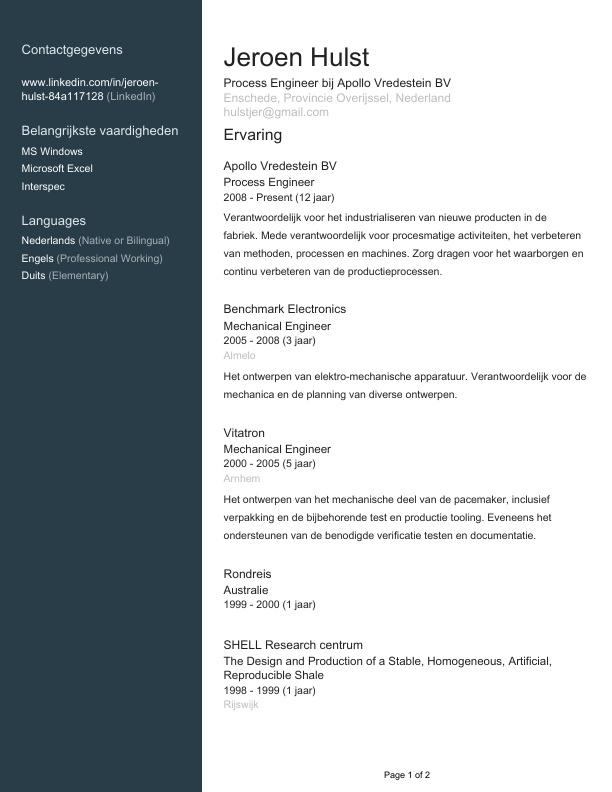 Contactgegevens
www.linkedin.com/in/jeroen-
hulst-84a117128 (LinkedIn)
Belangrijkste vaardigheden
MS Windows
Microsoft Excel
Interspec
Languages
Nederlands (Native or Bilingual)
Engels (Professional Working)
Duits (Elementary)
Jeroen Hulst
Process Engineer bij Apollo Vredestein BV
Enschede, Provincie Overijssel, Nederland
hulstjer@gmail.com
Ervaring
Apollo Vredestein BV
Process Engineer
2008 - Present (12 jaar)
Verantwoordelijk voor het industrialiseren van nieuwe producten in de
fabriek. Mede verantwoordelijk voor procesmatige activiteiten, het verbeteren
van methoden, processen en machines. Zorg dragen voor het waarborgen en
continu verbeteren van de productieprocessen.
Benchmark Electronics
Mechanical Engineer
2005 - 2008 (3 jaar)
Almelo
Het ontwerpen van elektro-mechanische apparatuur. Verantwoordelijk voor de
mechanica en de planning van diverse ontwerpen.
Vitatron
Mechanical Engineer
2000 - 2005 (5 jaar)
Arnhem
Het ontwerpen van het mechanische deel van de pacemaker, inclusief
verpakking en de bijbehorende test en productie tooling. Eveneens het
ondersteunen van de benodigde verificatie testen en documentatie.
Rondreis
Australie
1999 - 2000 (1 jaar)
SHELL Research centrum
The Design and Production of a Stable, Homogeneous, Artificial,
Reproducible Shale
1998 - 1999 (1 jaar)
Rijswijk
Page 1 of 2